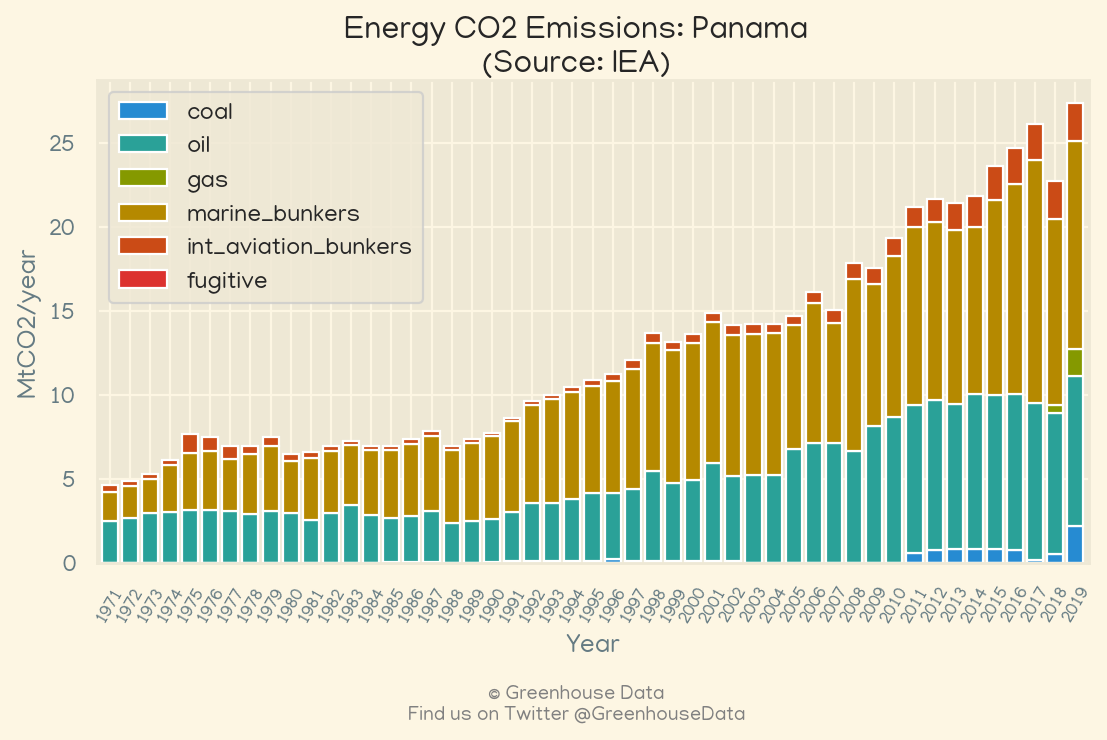 Energy CO2 Emissions: Panama
(Source: IEA)
coal
oil
gas
marine_bunkers
int_aviation_bunkers
fugitive
MtCO2/year
25
20
15
10
5
0
1971 1972 1973 1974 1975 1976 1977 1978 1979 1980 1981 1982 1983 1984 1985 1986 1987 1988 1989 1990 1991 1992 1993 1994 1995 1996 1997 1998 1999 2000 2001 2002 2003 2004 2005 2006 2007 2008 2009 2010 2011 2012 2013 2014 2015 2016 2017 2018 2019
Year
© Greenhouse Data
Find us on Twitter @GreenhouseData